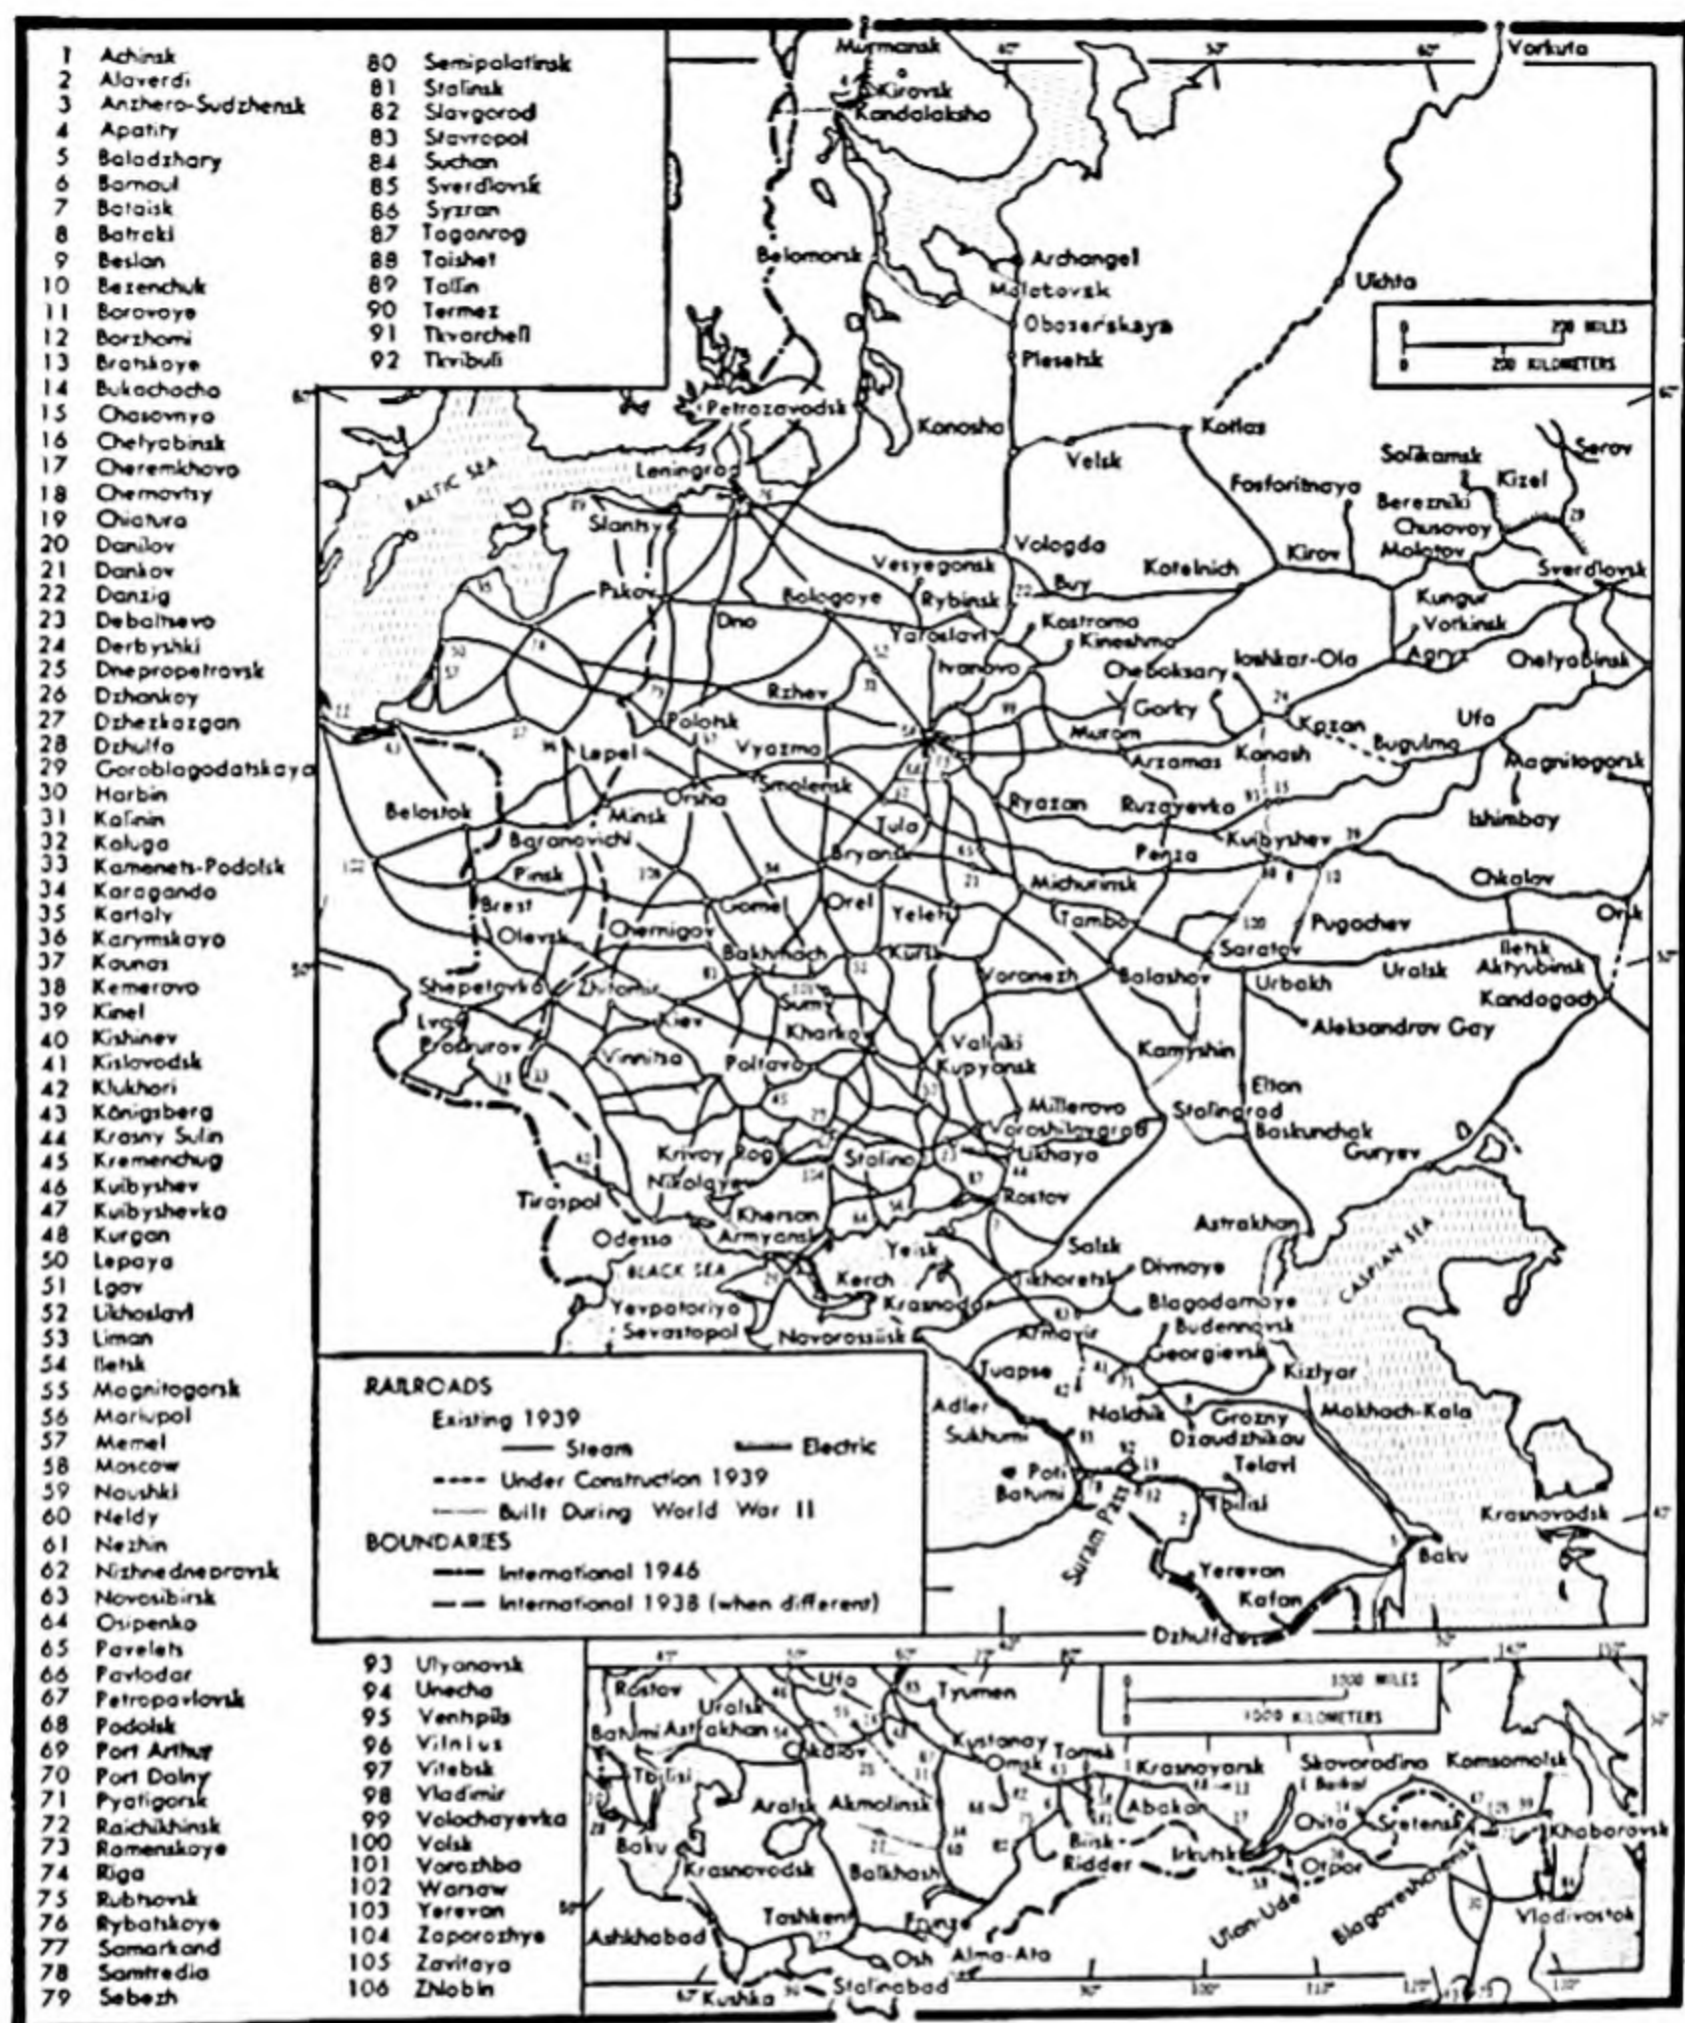 1 Achinsk
2 Alaverdi
3 Anzhero-Sudzhensk
4 Apatity
5 Baladzhary
6 Barnaul
7 Bataisk
8 Batraki
9 Beslan
10 Bezenchuk
11 Borovoye
12 Borzhomi
13 Bratskoye
14 Bukachacha
15 Chasovnya
16 Chelyabinsk
17 Cheremkhovo
18 Chernovtsy
19 Chiatura
20 Danilov
21 Dankov
22 Danzig
23 Debaltsevo
24 Derbyshki
25 Dnepropetrovsk
26 Dzhankoy
27 Dzhezkazgan
28 Dzhulfa
29 Goroblagodatskaya
30 Harbin
31 Kalinin
32 Kaluga
33 Kamenets-Podolsk
34 Karaganda
35 Kartaly
36 Karymskaya
37 Kaunas
38 Kemerovo
39 Kinel
40 Kishinev
41 Kislovodsk
42 Klukhori
43 Königsberg
44 Krasny Sulin
45 Kremenchug
46 Kuibyshev
47 Kuibyshevka
48 Kurgan
50 Lepaya
51 Lgov
52 Likhoslavl
53 Liman
54 Iletsk
55 Magnitogorsk
56 Mariupol
57 Memel
58 Moscow
59 Naushki
60 Neldy
61 Nezhin
62 Nizhnedneprovsk
63 Novosibirsk
64 Osipenko
65 Pavelets
66 Pavlodar
67 Petropavlovsk
68 Podolsk
69 Port Arthur
70 Port Dalny
71 Pyatigorsk
72 Raichikhinsk
73 Ramenskoye
74 Riga
75 Rubtsovsk
76 Rybatskoye
77 Samarkand
78 Samtredia
79 Sebezh
80 Semipalatinsk
81 Stalinsk
82 Slavgorod
83 Stavropol
84 Suchan
85 Sverdlovsk
86 Syzran
87 Taganrog
88 Taishet
89 Tallin
90 Termez
91 Tkvarcheli
92 Tkvibuli
93 Ulyanovsk
94 Unecha
95 Ventspils
96 Vilnius
97 Vitebsk
98 Vladimir
99 Volochayevka
100 Volsk
101 Vorozhba
102 Warsaw
103 Yerevan
104 Zaporozhye
105 Zavitaya
106 Zhlobin
Murmansk
Vorkuta
Kirovsk
Kandalaksha
Belomorsk
Archangel
Molotovsk
Ukhta
Obozerskaya
Plesetsk
0 200 MILES
0 200 KILOMETERS
Petrozavodsk
Konosha
Kotlas
Velsk
BALTIC SEA
Leningrad
Solikamsk
Serov
Kizel
Fosforitnaya
Berezniki
Chusovoy
Slantsy
Vologda
Kirov
Molotov
Vesyegonsk
Buy
Kotelnich
Sverdlovsk
Pskov
Bologoye
Rybinsk
Kungur
Dno
Kostroma
Votkinsk
Yaroslavl
Kineshma
Ivanovo
Cheboksary
Ioshkar-Ola
Agryz
Chelyabinsk
Rzhev
Gorky
Kazan
Ufa
Polotsk
Murom
Lepel
Vyazma
Arzamas
Kanash
Bugulma
Magnitogorsk
Smolensk
Orsha
Ryazan
Ruzayevka
Belostok
Minsk
Ishimbay
Baranovichi
Tula
Kuibyshev
Penza
Bryansk
Pinsk
Michurinsk
Chkalov
Brest
Gomel
Orel
Yelets
Tambov
Pugachev
Orsk
Olevsk
Chernigov
Bakhmach
Kursk
Saratov
Iletsk
Voronezh
Balashov
Urbakh
Uralsk
Aktyubinsk
Shepetovka
Zhitomir
Sumy
Kandagach
Lvov
Kiev
Kharkov
Aleksandrov Gay
Proskurov
Vinnitsa
Poltava
Valuiki
Kupyansk
Kamyshin
Elton
Millerovo
Stalingrad
Voroshilovgrad
Baskunchak
Krivoy Rog
Stalino
Likhaya
Guryev
Nikolayev
Tiraspol
Kherson
Rostov
Astrakhan
Odessa
Armyansk
Yeisk
Salsk
CASPIAN SEA
BLACK SEA
Kerch
Tikhoretsk
Divnoye
Yevpatoriya
Krasnodar
Blagodarnoye
Sevastopol
Novorossiisk
Armavir
Budennovsk
Georgievsk
Tuapse
Kizlyar
Adler
Nalchik
Grozny
Makhach-Kala
Sukhumi
Dzaudzhikau
Telavi
Poti
Batumi
Tbilisi
Suram Pass
Krasnovodsk
Baku
Yerevan
Kafan
Dzhulfa
RAILROADS
Existing 1939
Steam Electric
Under Construction 1939
Built During World War II
BOUNDARIES
International 1946
International 1938 (when different)
Rostov
Ufa
Tyumen
0 1000 MILES
1000 KILOMETERS
Uralsk
Batumi
Astrakhan
Chkalov
Kustanay
Omsk
Tomsk
Krasnoyarsk
Skovorodino
Komsomolsk
Tbilisi
Aralsk
Akmolinsk
Abakan
L Baikal
Chita
Sretensk
Khabarovsk
Baku
Krasnovodsk
Balkhash
Biisk
Ridder
Irkutsk
Otpor
Ashkhabad
Tashkent
Frunze
Ulan-Ude
Blagoveshchensk
Vladivostok
Osh
Alma-Ata
Kushka
Stalinabad